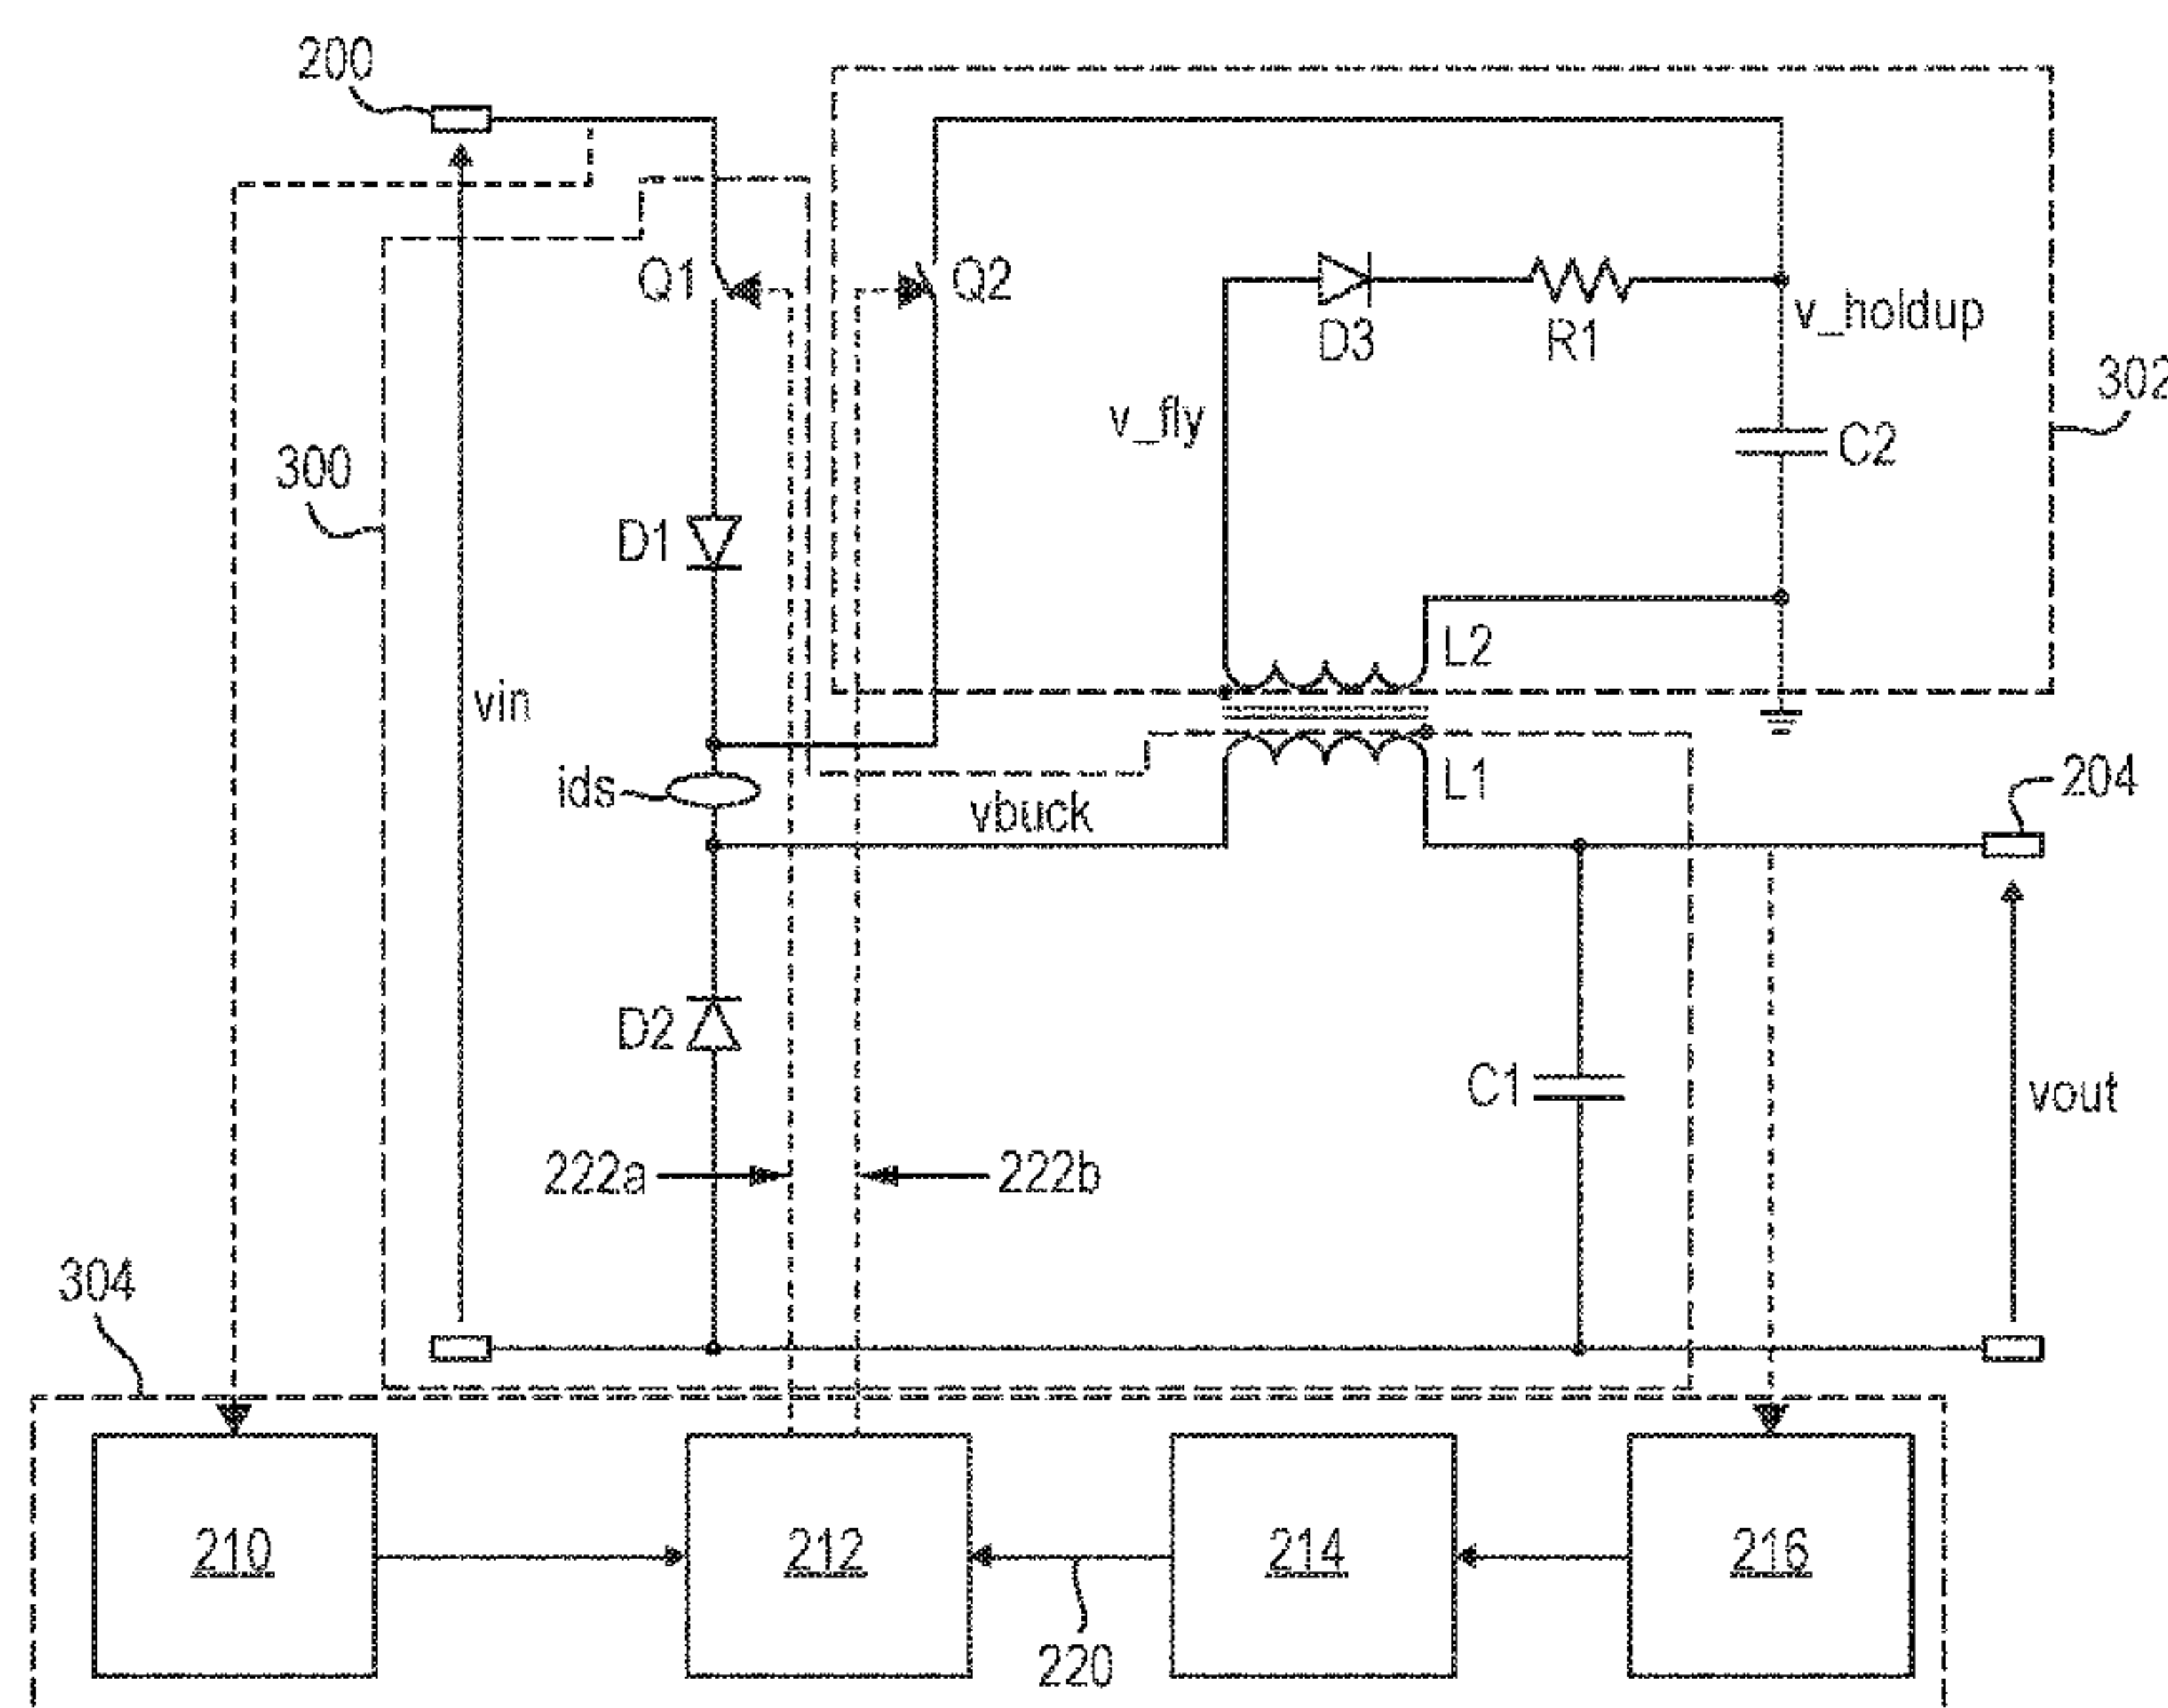 200
Q1
Q2
D3
R1
v_holdup
302
v_fly
C2
300
D1
L2
vin
ids
vbuck
L1
204
D2
C1
vout
222a
222b
304
210
212
214
216
220